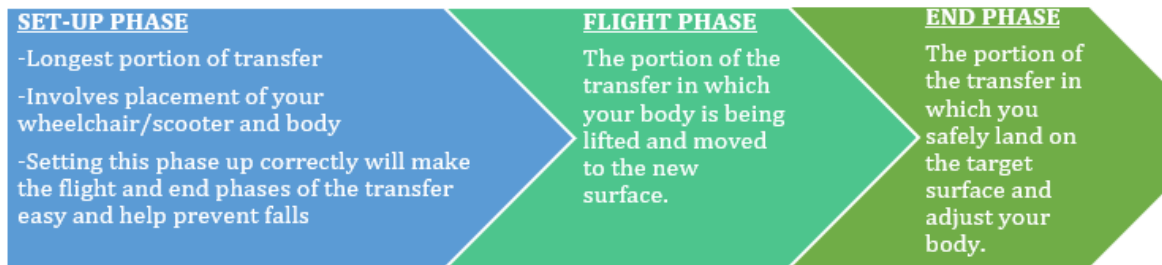 SET-UP PHASE
-Longest portion of transfer
-Involves placement of your
wheelchair/scooter and body
-Setting this phase up correctly will make
the flight and end phases of the transfer
easy and help prevent falls
FLIGHT PHASE
The portion of the
transfer in which
your body is being
lifted and moved
to the new
surface.
END PHASE
The portion of
the transfer in
which you
safely land on
the target
surface and
adjust your
body.